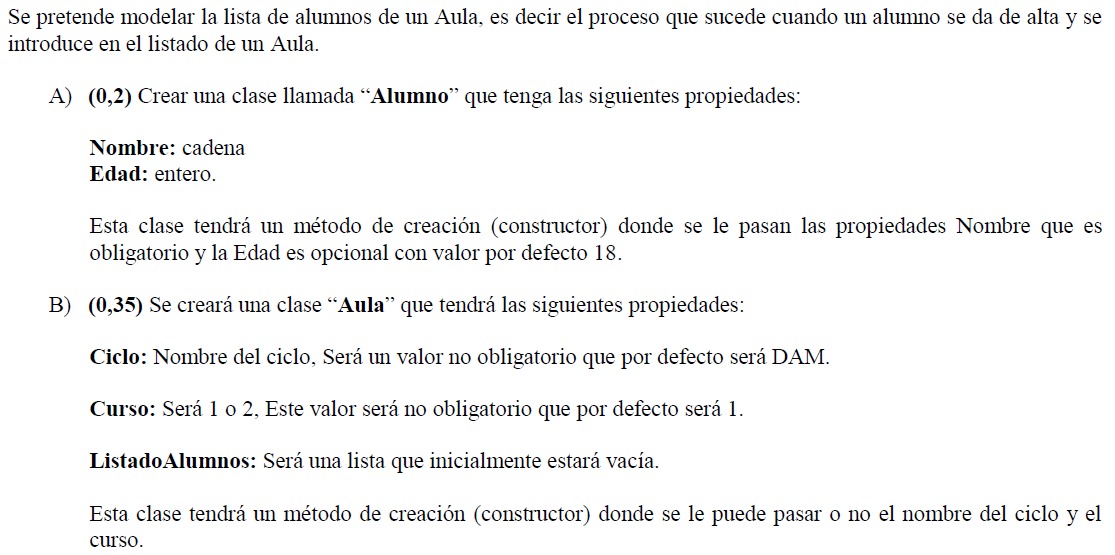 Se pretende modelar la lista de alumnos de un Aula, es decir el proceso que sucede cuando un alumno se da de alta y se
introduce en el listado de un Aula.
A) (0,2) Crear una clase llamada “Alumno” que tenga las siguientes propiedades:
Nombre: cadena
Edad: entero.
Esta clase tendrá un método de creación (constructor) donde se le pasan las propiedades Nombre que es
obligatorio y la Edad es opcional con valor por defecto 18.
B) (0,35) Se creará una clase “Aula” que tendrá las siguientes propiedades:
Ciclo: Nombre del ciclo, Será un valor no obligatorio que por defecto será DAM.
Curso: Será 1 o 2, Este valor será no obligatorio que por defecto será 1.
ListadoAlumnos: Será una lista que inicialmente estará vacía.
Esta clase tendrá un método de creación (constructor) donde se le puede pasar o no el nombre del ciclo y el
curso.